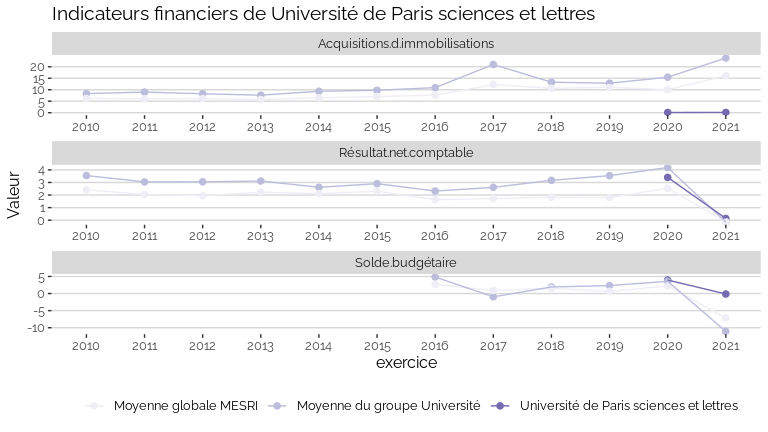 Indicateurs financiers de Université de Paris sciences et lettres
Acquisitions.d.immobilisations
20
15
10
5
0
2010 2011 2012 2013 2014 2015 2016 2017 2018 2019 2020 2021
Résultat.net.comptable
4
3
2
1
0
2010 2011 2012 2013 2014 2015 2016 2017 2018 2019 2020 2021
Valeur
Solde.budgétaire
5
0
-5
-10
2010 2011 2012 2013 2014 2015 2016 2017 2018 2019 2020 2021
exercice
Moyenne globale MESRI Moyenne du groupe Université Université de Paris sciences et lettres